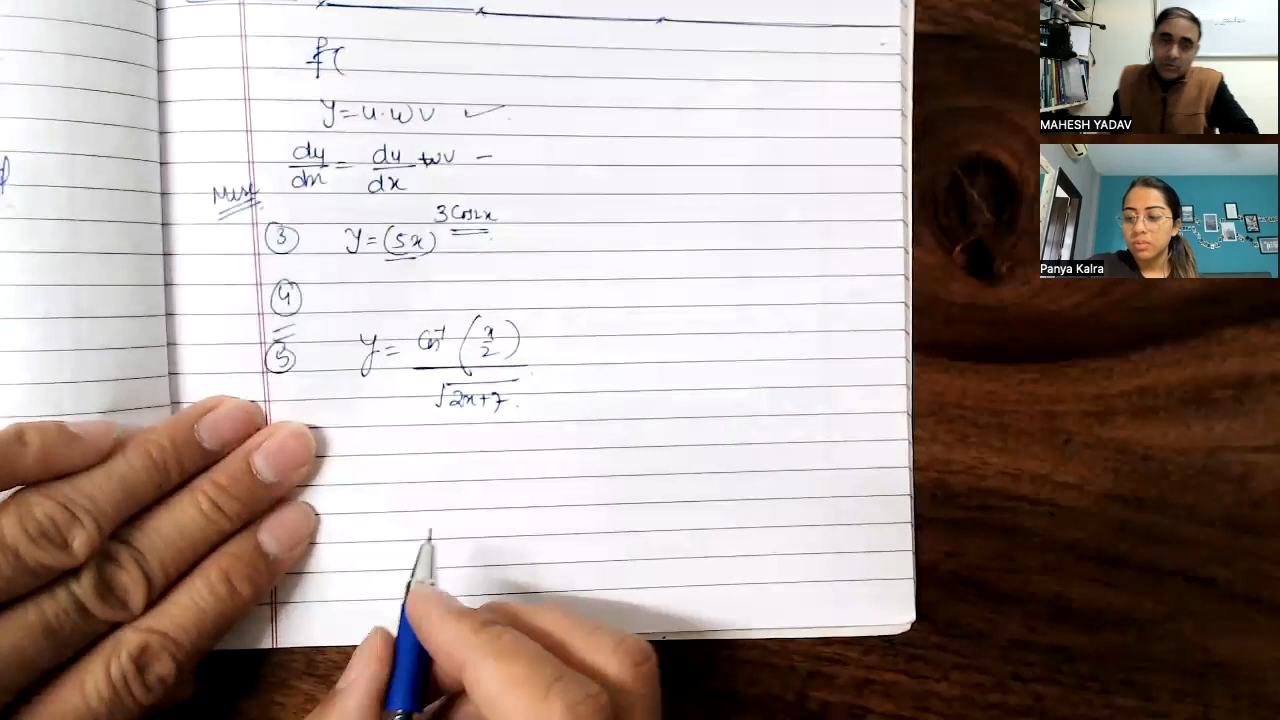 f(
y = u.wv ✓
dy/dx = du/dx wv –
Must
③ y = (5x)^3cos2x
④
⑤ y = cos⁻¹(x/2) / √2x+7
MAHESH YADAV
Panya Kalra